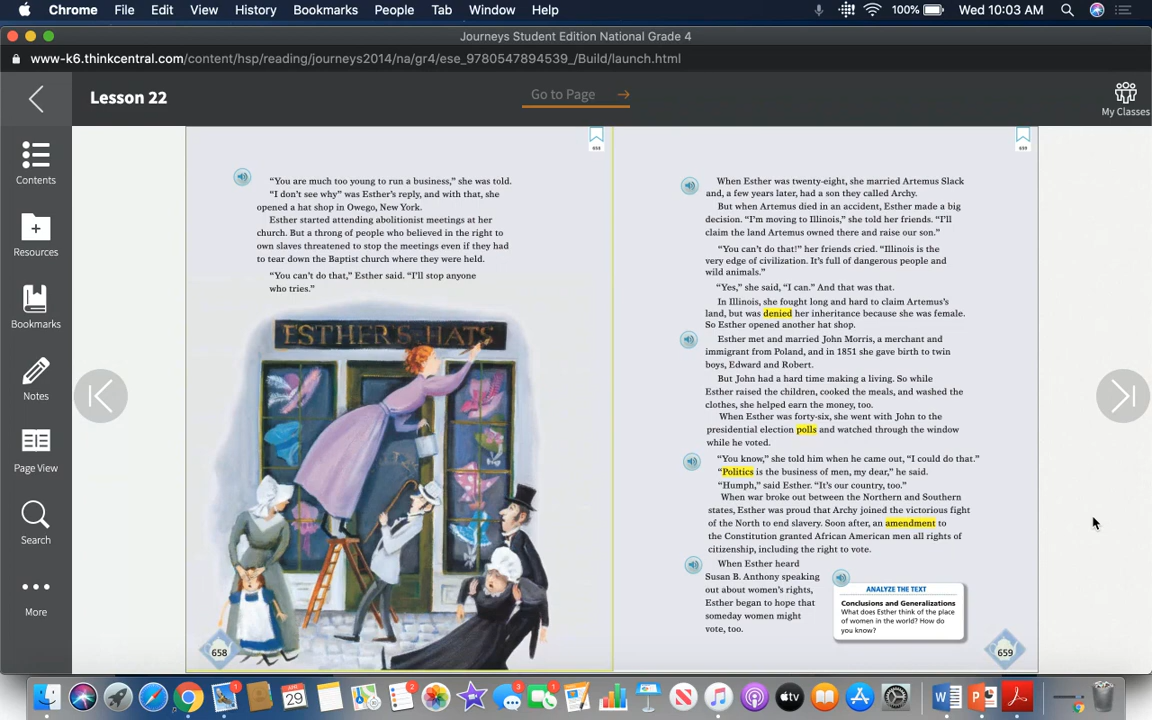 Chrome File Edit View History Bookmarks People Tab Window Help 100% Wed 10:03 AM
Journeys Student Edition National Grade 4
www-k6.thinkcentral.com/content/hsp/reading/journeys2014/na/gr4/ese_9780547894539_/Build/launch.html
Lesson 22
Go to Page →
My Classes
Contents
Resources
Bookmarks
Notes
Page View
Search
More
658
“You are much too young to run a business,” she was told.
“I don’t see why” was Esther’s reply, and with that, she
opened a hat shop in Owego, New York.
Esther started attending abolitionist meetings at her
church. But a throng of people who believed in the right to
own slaves threatened to stop the meetings even if they had
to tear down the Baptist church where they were held.
“You can’t do that,” Esther said. “I’ll stop anyone
who tries.”
ESTHER'S HATS
658
659
When Esther was twenty-eight, she married Artemus Slack
and, a few years later, had a son they called Archy.
But when Artemus died in an accident, Esther made a big
decision. “I’m moving to Illinois,” she told her friends. “I’ll
claim the land Artemus owned there and raise our son.”
“You can’t do that!” her friends cried. “Illinois is the
very edge of civilization. It’s full of dangerous people and
wild animals.”
“Yes,” she said, “I can.” And that was that.
In Illinois, she fought long and hard to claim Artemus’s
land, but was denied her inheritance because she was female.
So Esther opened another hat shop.
Esther met and married John Morris, a merchant and
immigrant from Poland, and in 1851 she gave birth to twin
boys, Edward and Robert.
But John had a hard time making a living. So while
Esther raised the children, cooked the meals, and washed the
clothes, she helped earn the money, too.
When Esther was forty-six, she went with John to the
presidential election polls and watched through the window
while he voted.
“You know,” she told him when he came out, “I could do that.”
“Politics is the business of men, my dear,” he said.
“Humph,” said Esther. “It’s our country, too.”
When war broke out between the Northern and Southern
states, Esther was proud that Archy joined the victorious fight
of the North to end slavery. Soon after, an amendment to
the Constitution granted African American men all rights of
citizenship, including the right to vote.
When Esther heard
Susan B. Anthony speaking
out about women’s rights,
Esther began to hope that
someday women might
vote, too.
ANALYZE THE TEXT
Conclusions and Generalizations
What does Esther think of the place
of women in the world? How do
you know?
659
1
APR
29
2
3
1
tv
W
P